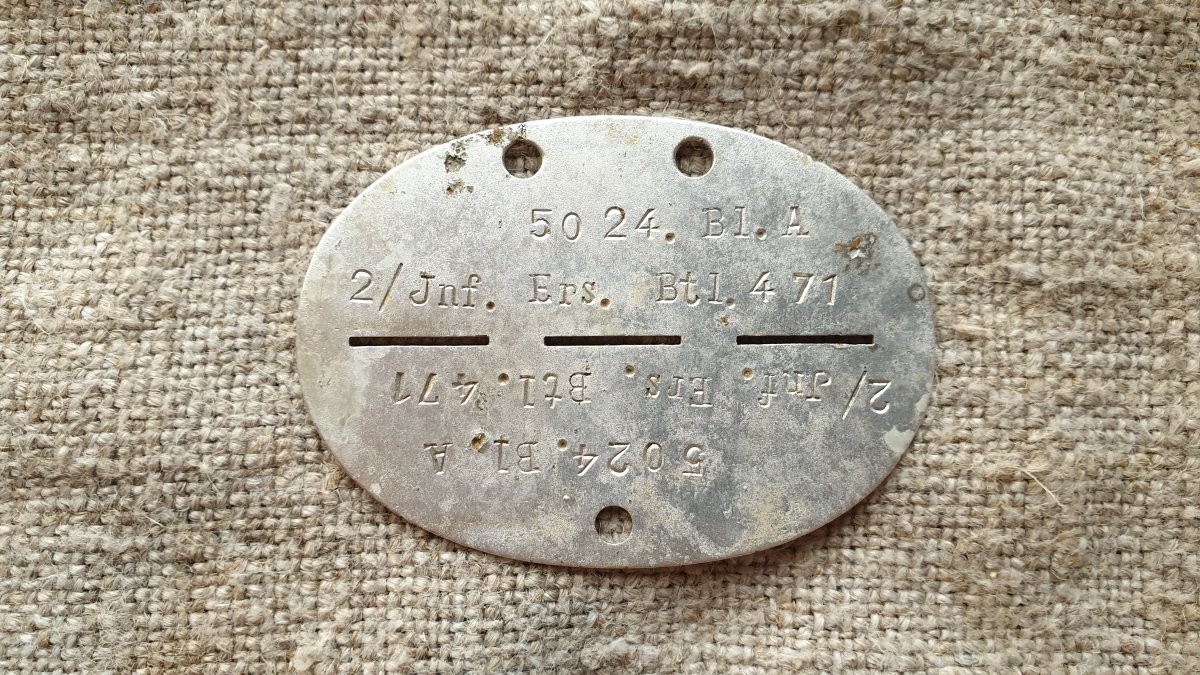 5024. Bl. A
2/Jnf. Ers. Btl. 471
2/Jnf. Ers. Btl. 471
5024. Bl. A